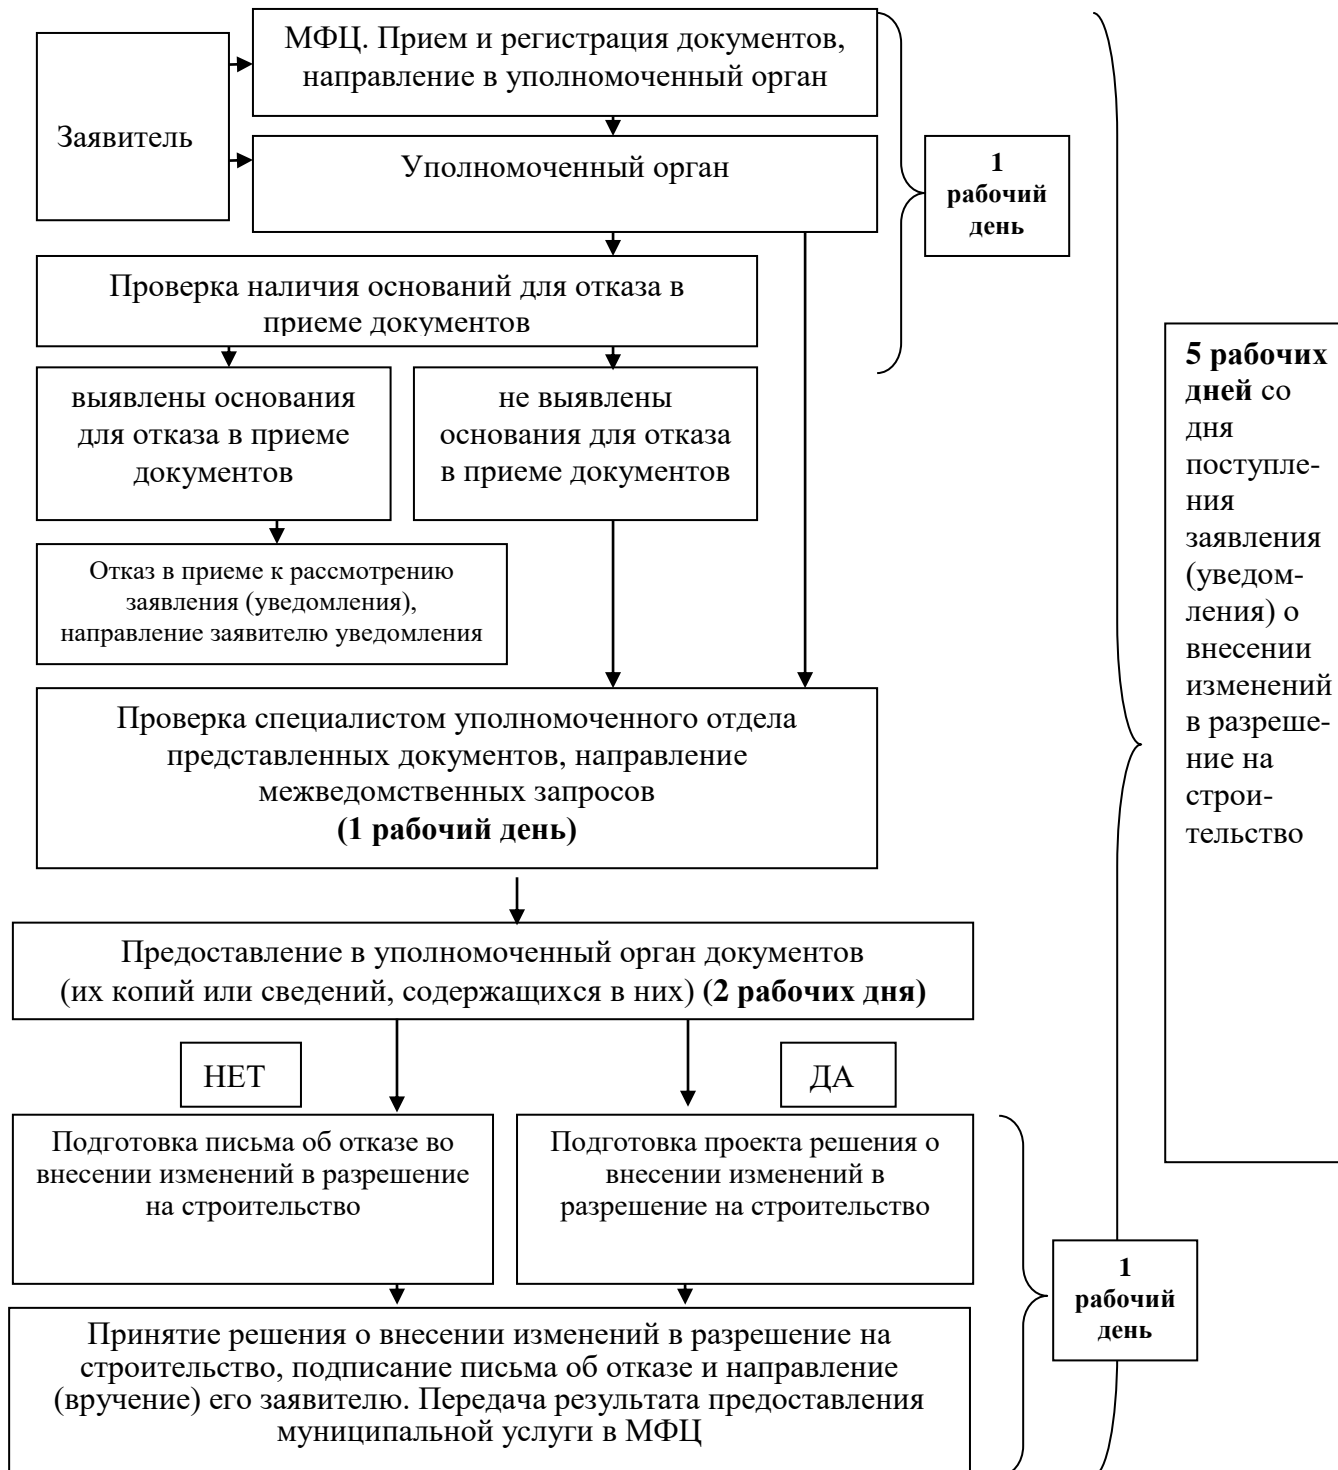 МФЦ. Прием и регистрация документов,
направление в уполномоченный орган
Заявитель
Уполномоченный орган
1
рабочий
день
Проверка наличия оснований для отказа в
приеме документов
выявлены основания
для отказа в приеме
документов
не выявлены
основания для отказа
в приеме документов
Отказ в приеме к рассмотрению
заявления (уведомления),
направление заявителю уведомления
5 рабочих
дней со
дня
поступле-
ния
заявления
(уведом-
ления) о
внесении
изменений
в разреше-
ние на
строи-
тельство
Проверка специалистом уполномоченного отдела
представленных документов, направление
межведомственных запросов
(1 рабочий день)
Предоставление в уполномоченный орган документов
(их копий или сведений, содержащихся в них) (2 рабочих дня)
НЕТ
ДА
Подготовка письма об отказе во
внесении изменений в разрешение
на строительство
Подготовка проекта решения о
внесении изменений в
разрешение на строительство
1
рабочий
день
Принятие решения о внесении изменений в разрешение на
строительство, подписание письма об отказе и направление
(вручение) его заявителю. Передача результата предоставления
муниципальной услуги в МФЦ